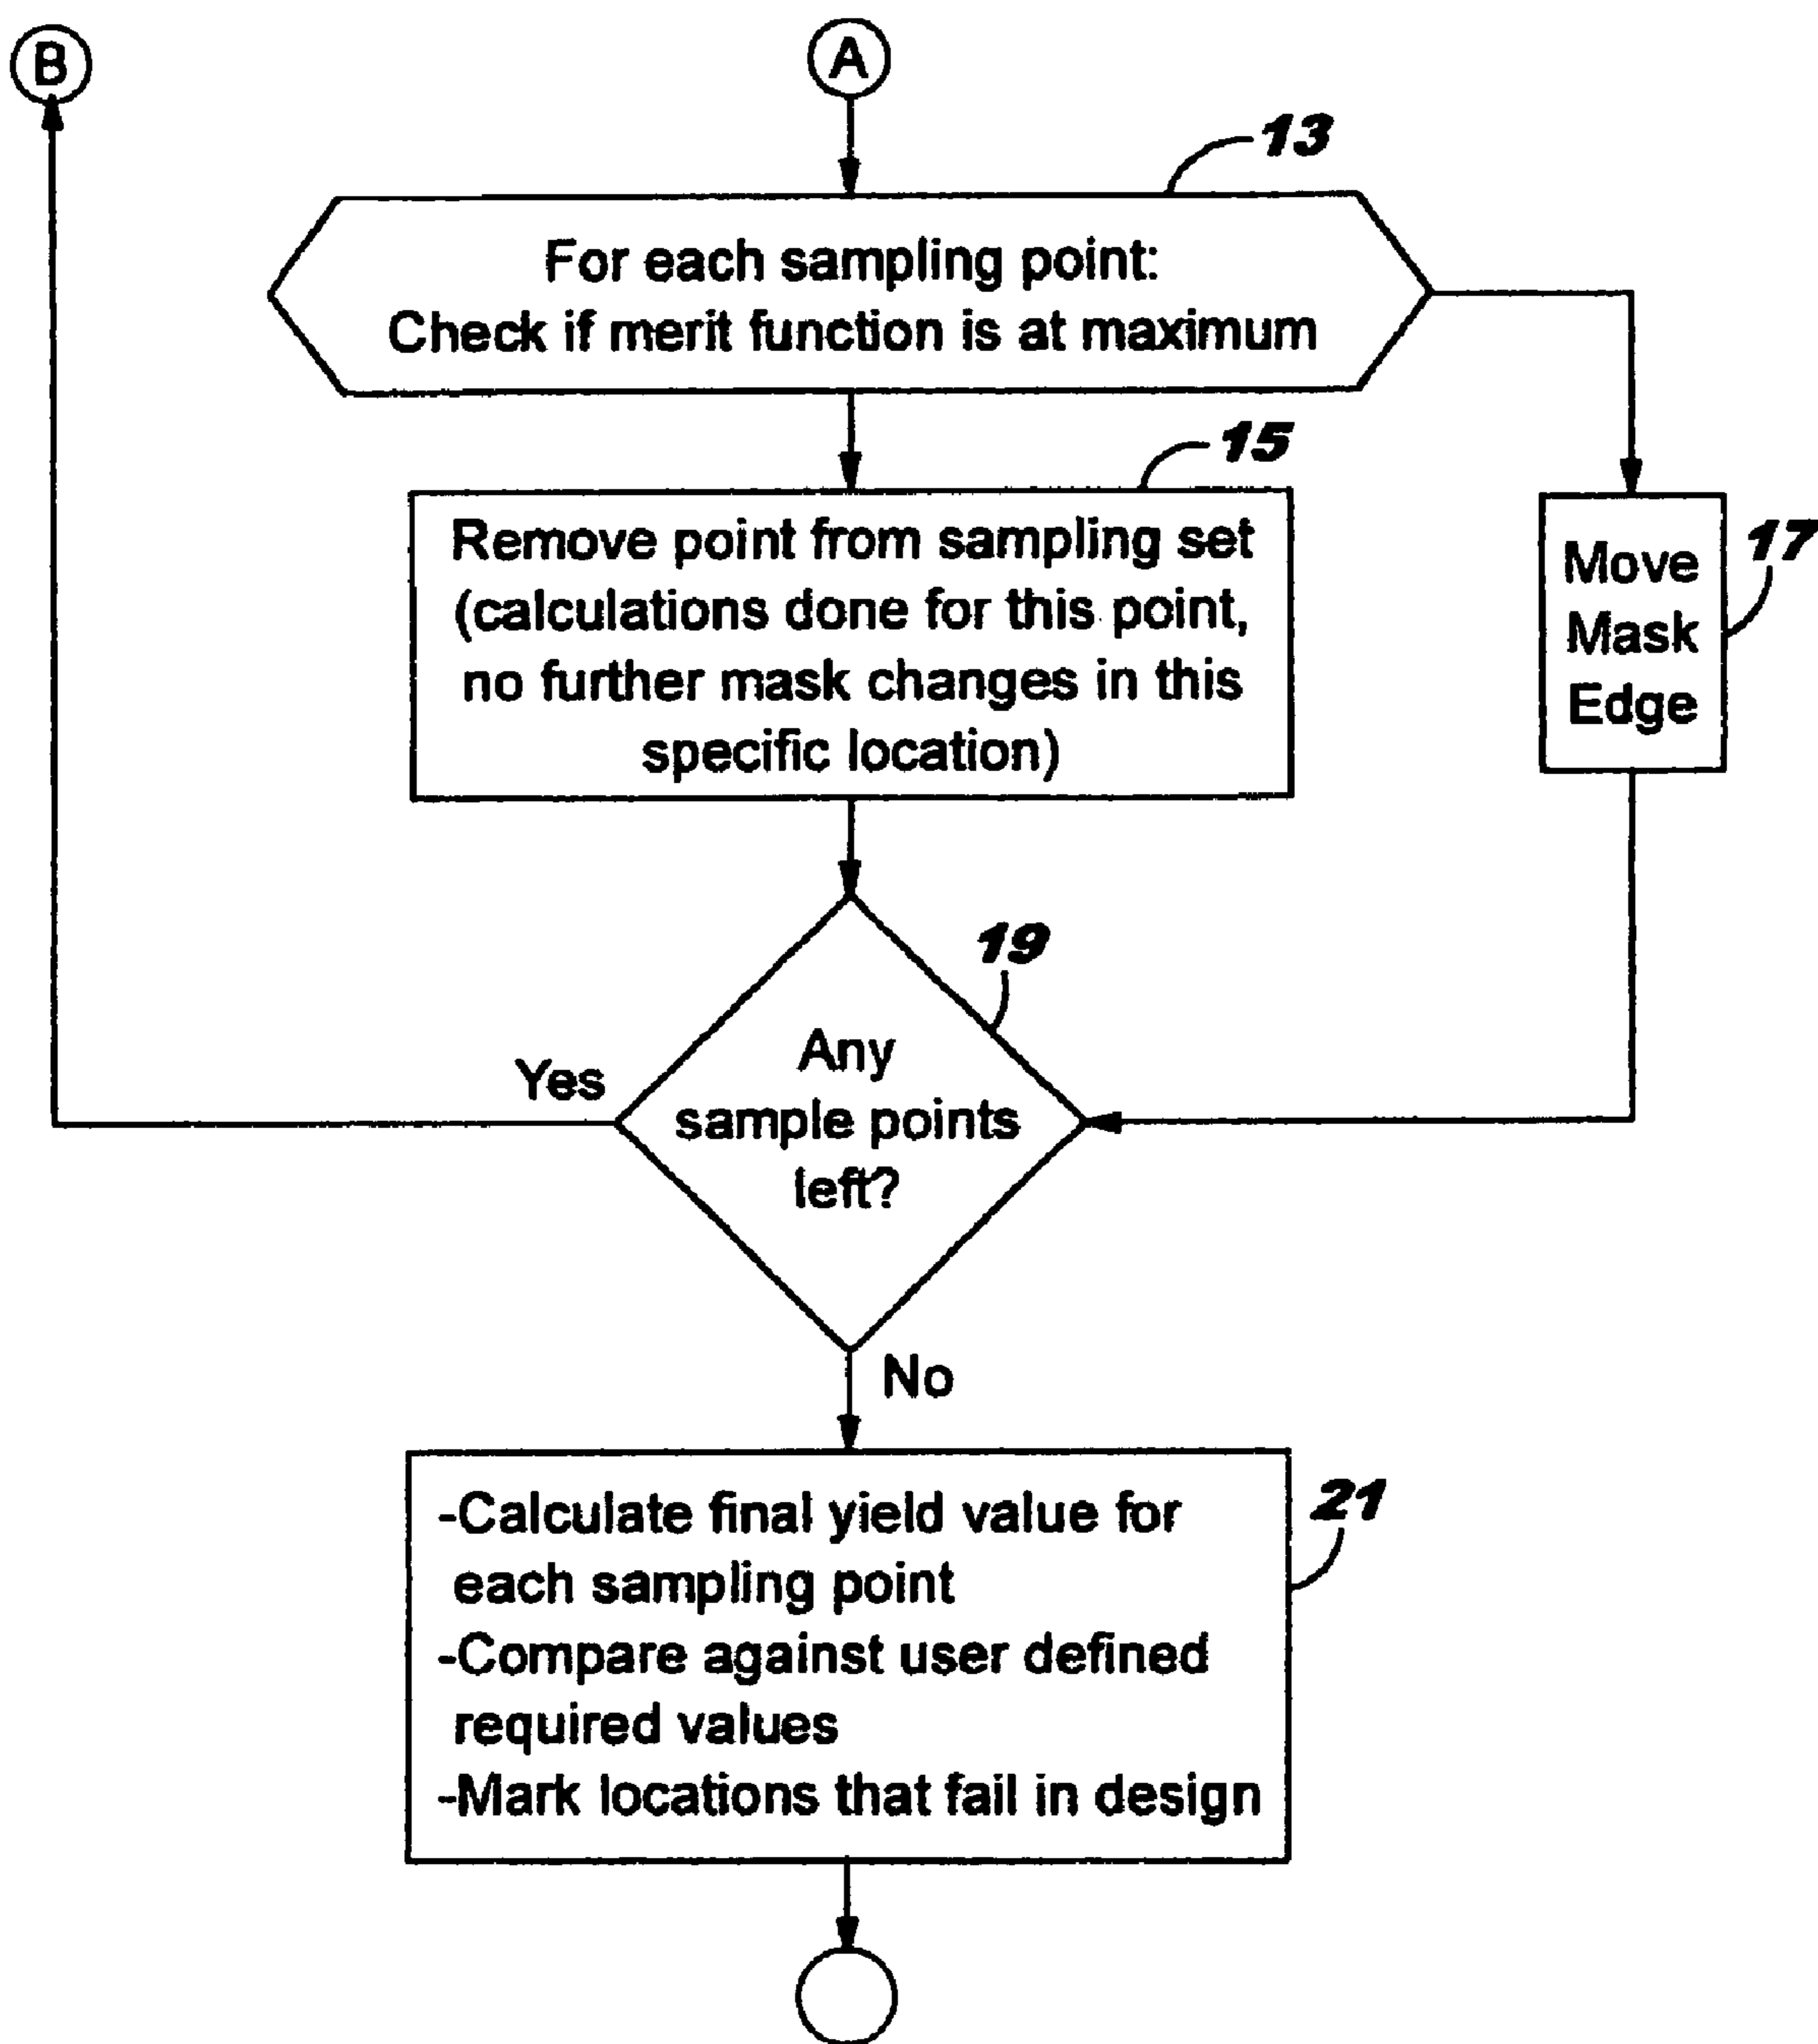 B
A
13
For each sampling point:
Check if merit function is at maximum
15
Remove point from sampling set
(calculations done for this point,
no further mask changes in this
specific location)
17
Move
Mask
Edge
19
Any
sample points
left?
Yes
No
21
-Calculate final yield value for
each sampling point
-Compare against user defined
required values
-Mark locations that fail in design